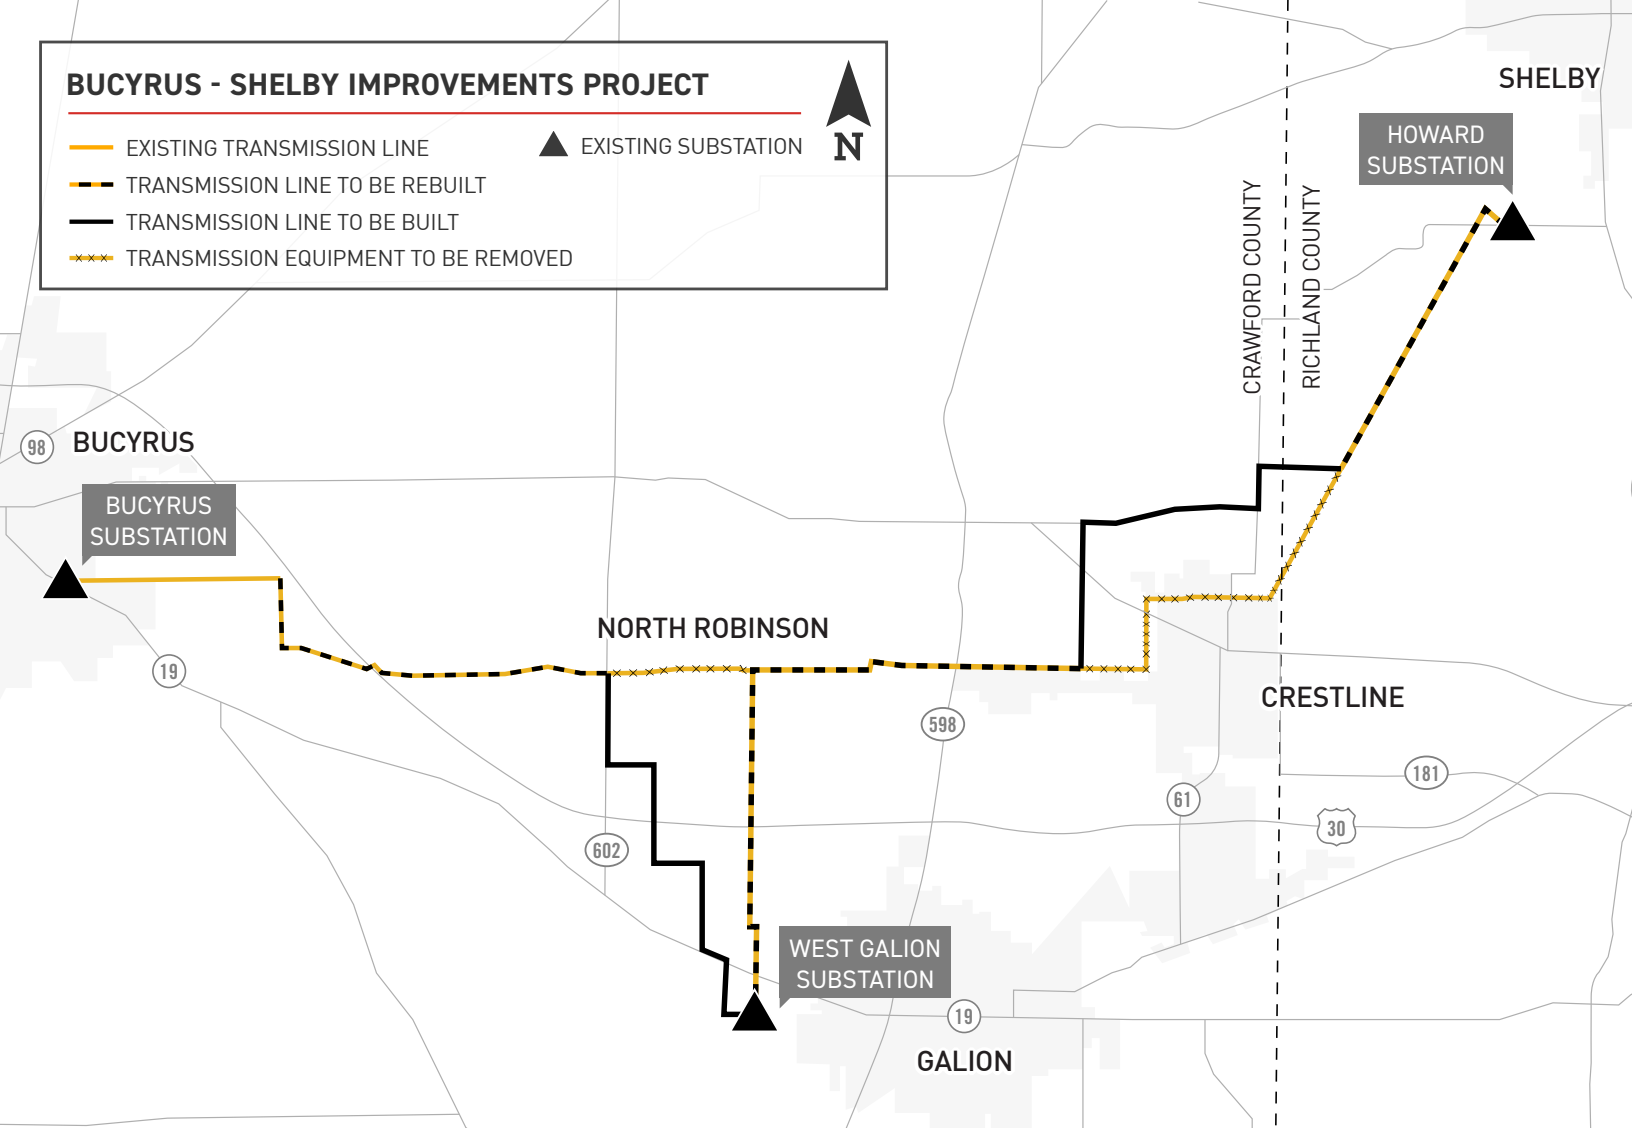 BUCYRUS - SHELBY IMPROVEMENTS PROJECT
EXISTING TRANSMISSION LINE
EXISTING SUBSTATION
N
TRANSMISSION LINE TO BE REBUILT
TRANSMISSION LINE TO BE BUILT
TRANSMISSION EQUIPMENT TO BE REMOVED
SHELBY
HOWARD
SUBSTATION
CRAWFORD COUNTY
RICHLAND COUNTY
98
BUCYRUS
BUCYRUS
SUBSTATION
NORTH ROBINSON
19
CRESTLINE
598
181
61
30
602
WEST GALION
SUBSTATION
19
GALION